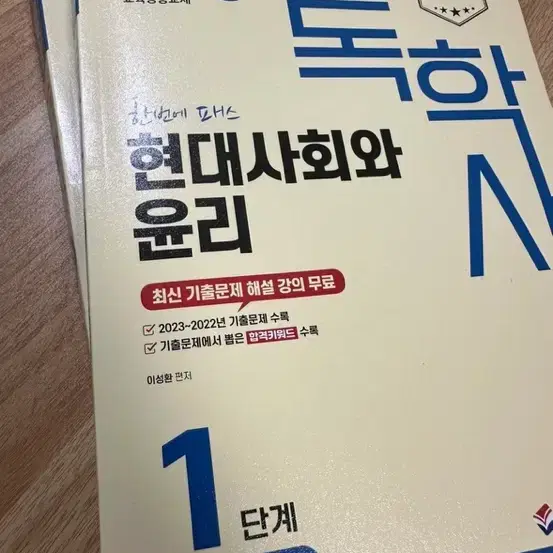 독학사
한번에 패스
현대사회와
윤리
최신 기출문제 해설 강의 무료
2023~2022년 기출문제 수록
기출문제에서 뽑은 합격키워드 수록
이성환 편저
1단계